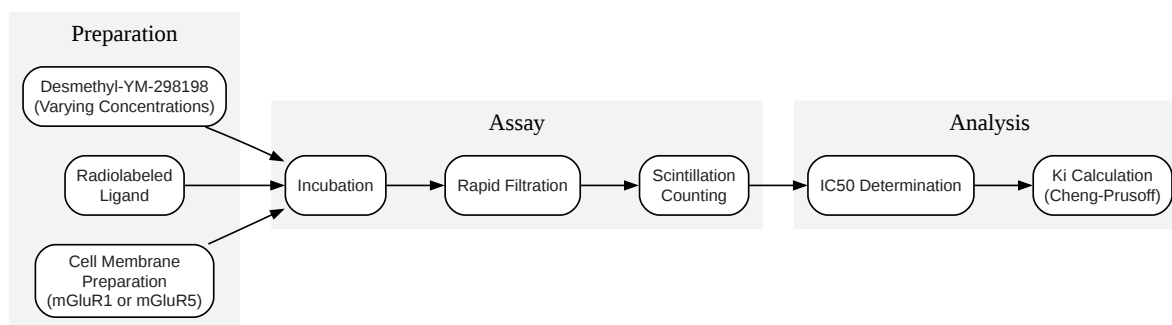 Preparation
Desmethyl-YM-298198
(Varying Concentrations)
Radiolabeled
Ligand
Cell Membrane
Preparation
(mGluR1 or mGluR5)
Assay
Incubation
Rapid Filtration
Scintillation
Counting
Analysis
IC50 Determination
Ki Calculation
(Cheng-Prusoff)